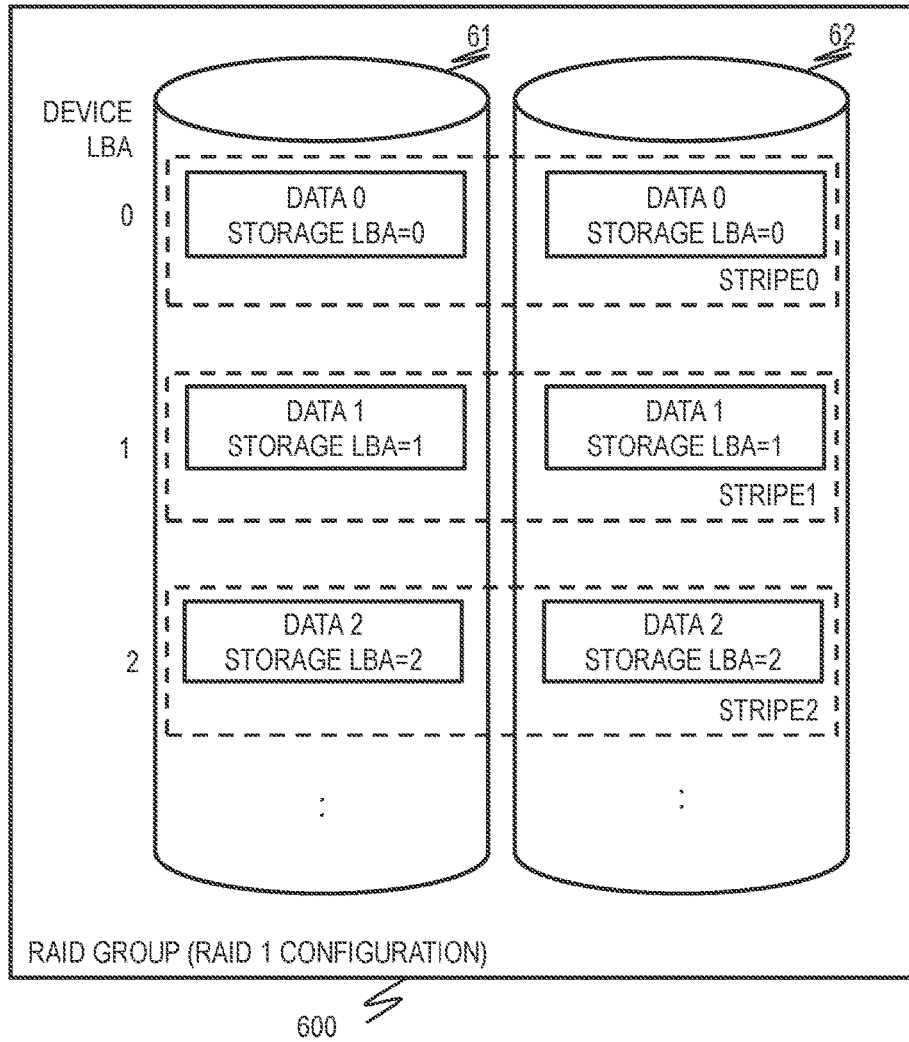 61
62
DEVICE
LBA
0
DATA 0
STORAGE LBA=0
DATA 0
STORAGE LBA=0
STRIPE0
1
DATA 1
STORAGE LBA=1
DATA 1
STORAGE LBA=1
STRIPE1
2
DATA 2
STORAGE LBA=2
DATA 2
STORAGE LBA=2
STRIPE2
:
:
RAID GROUP (RAID 1 CONFIGURATION)
600